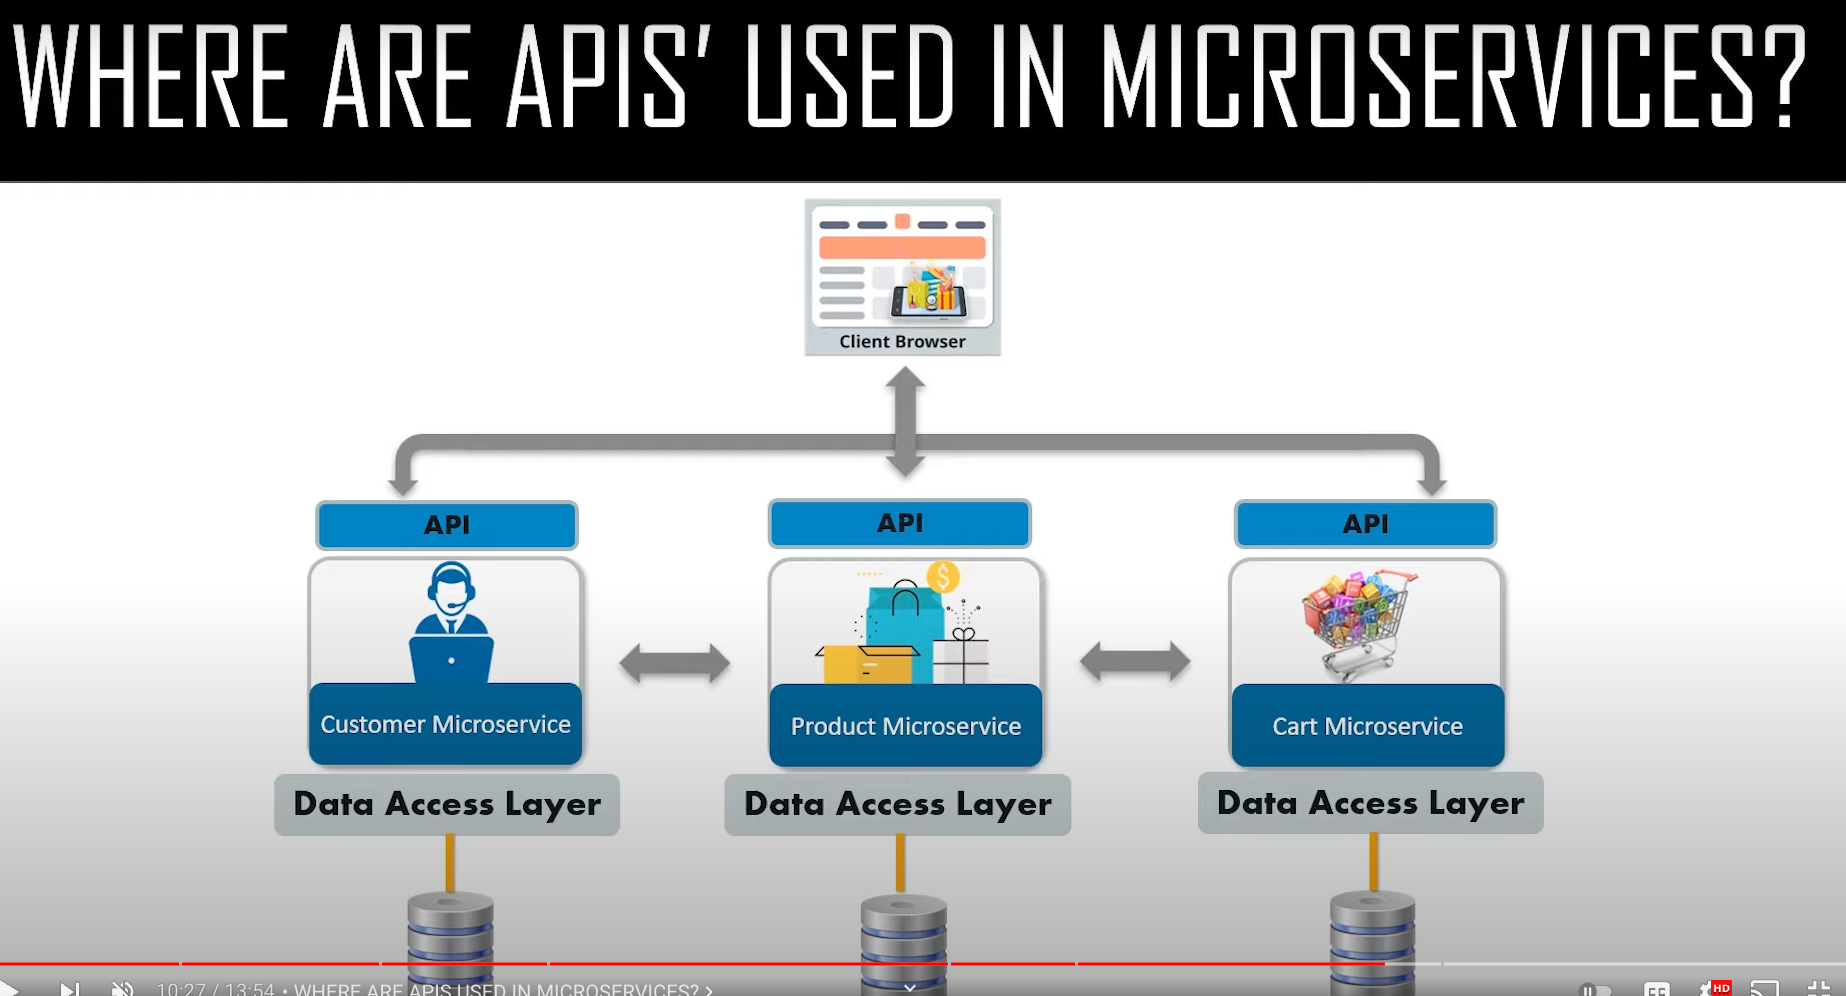 WHERE ARE APIS’ USED IN MICROSERVICES?
Client Browser
API
API
API
$
Customer Microservice
Product Microservice
Cart Microservice
Data Access Layer
Data Access Layer
Data Access Layer
10:27 / 13:54 • WHERE ARE APIS USED IN MICROSERVICES? >
CC
HD